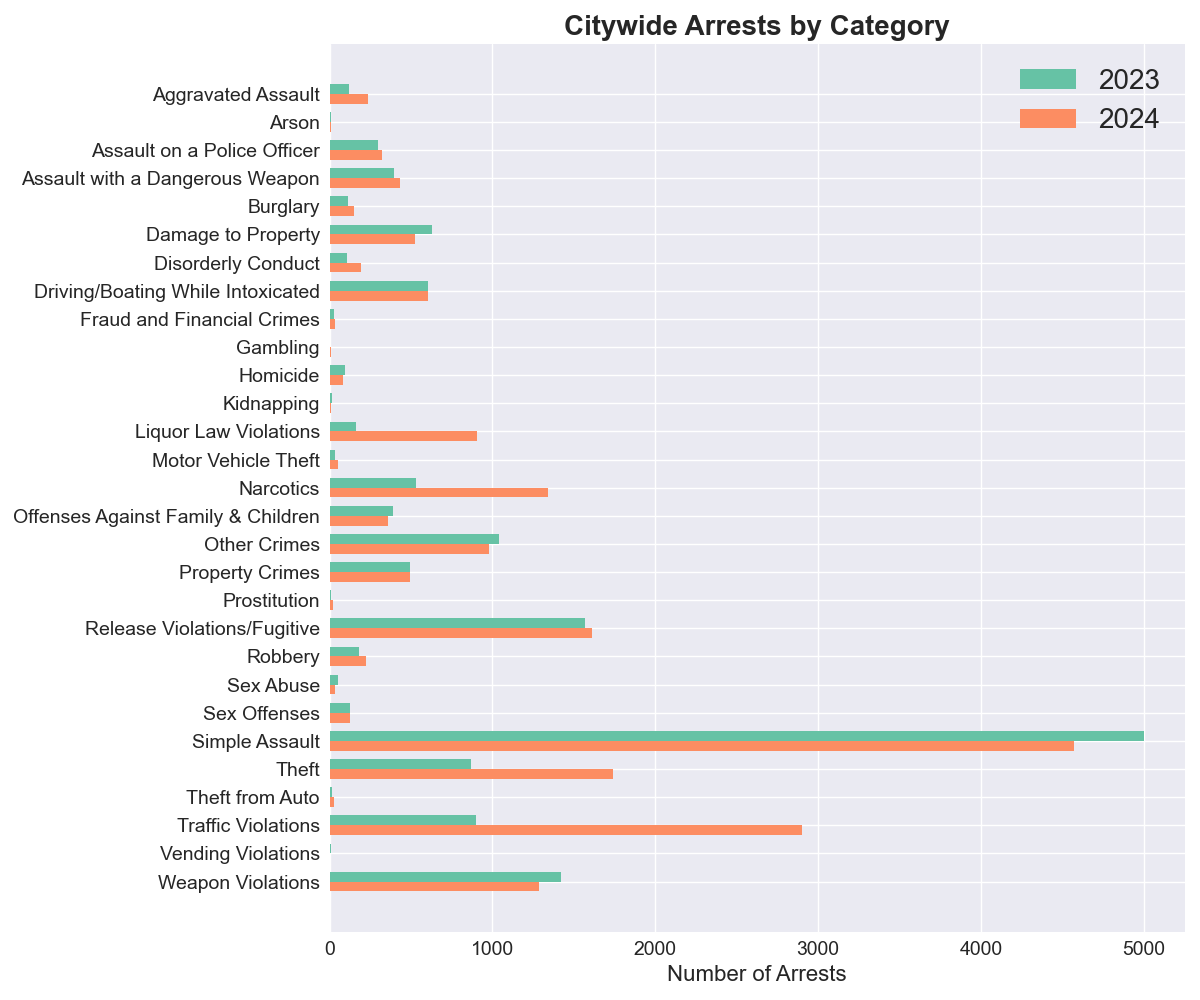 Citywide Arrests by Category
2023
2024
Aggravated Assault
Arson
Assault on a Police Officer
Assault with a Dangerous Weapon
Burglary
Damage to Property
Disorderly Conduct
Driving/Boating While Intoxicated
Fraud and Financial Crimes
Gambling
Homicide
Kidnapping
Liquor Law Violations
Motor Vehicle Theft
Narcotics
Offenses Against Family & Children
Other Crimes
Property Crimes
Prostitution
Release Violations/Fugitive
Robbery
Sex Abuse
Sex Offenses
Simple Assault
Theft
Theft from Auto
Traffic Violations
Vending Violations
Weapon Violations
0 1000 2000 3000 4000 5000
Number of Arrests